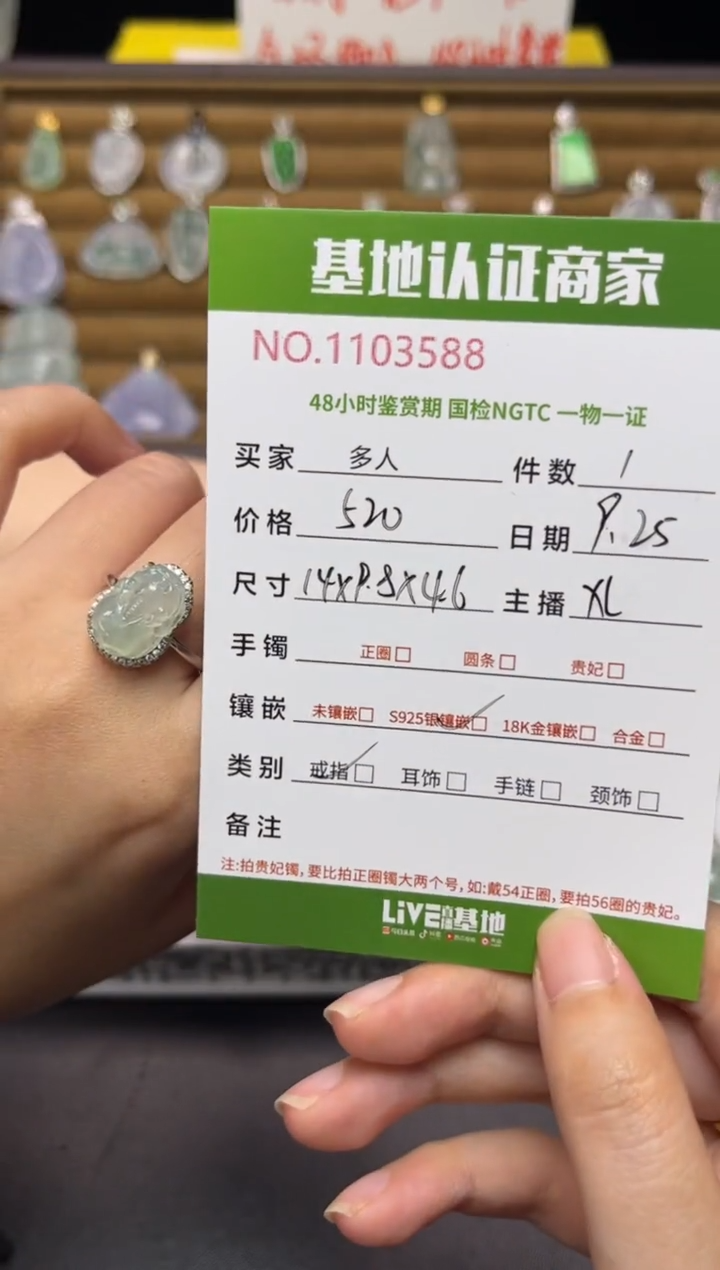 基地认证商家
NO.1103588
48小时鉴赏期 国检NGTC 一物一证
买家 多人 件数 1
价格 520 日期 9.25
尺寸 14x9.8x4.6 主播 XL
手镯 正圈□ 圆条□ 贵妃□
镶嵌 未镶嵌□ S925银镶嵌□ 18K金镶嵌□ 合金□
类别 戒指□ 耳饰□ 手链□ 颈饰□
备注
注:拍贵妃镯,要比拍正圈镯大两个号,如:戴54正圈,要拍56圈的贵妃。
LIVE直播基地